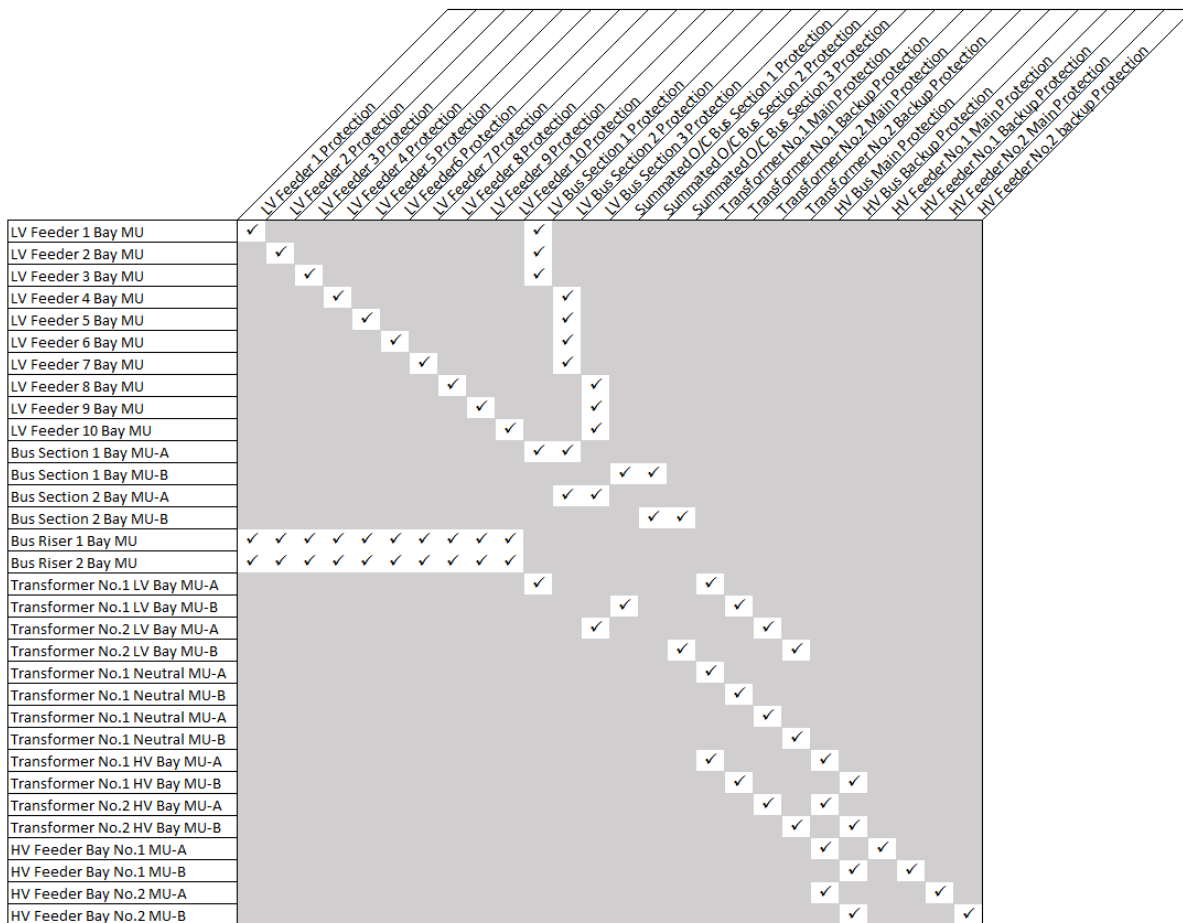 LV Feeder 1 Protection
LV Feeder 2 Protection
LV Feeder 3 Protection
LV Feeder 4 Protection
LV Feeder 5 Protection
LV Feeder6 Protection
LV Feeder 7 Protection
LV Feeder 8 Protection
LV Feeder 9 Protection
LV Feeder 10 Protection
LV Bus Section 1 Protection
LV Bus Section 2 Protection
LV Bus Section 3 Protection
Summated O/C Bus Section 1 Protection
Summated O/C Bus Section 2 Protection
Summated O/C Bus Section 3 Protection
Transformer No.1 Main Protection
Transformer No.1 Backup Protection
Transformer No.2 Main Protection
Transformer No.2 Backup Protection
HV Bus Main Protection
HV Bus Backup Protection
HV Feeder No.1 Main Protection
HV Feeder No.1 Backup Protection
HV Feeder No.2 Main Protection
HV Feeder No.2 backup Protection
LV Feeder 1 Bay MU ✓ ✓
LV Feeder 2 Bay MU ✓ ✓
LV Feeder 3 Bay MU ✓ ✓
LV Feeder 4 Bay MU ✓ ✓
LV Feeder 5 Bay MU ✓ ✓
LV Feeder 6 Bay MU ✓ ✓
LV Feeder 7 Bay MU ✓ ✓
LV Feeder 8 Bay MU ✓ ✓
LV Feeder 9 Bay MU ✓ ✓
LV Feeder 10 Bay MU ✓ ✓
Bus Section 1 Bay MU-A ✓ ✓
Bus Section 1 Bay MU-B ✓ ✓
Bus Section 2 Bay MU-A ✓ ✓
Bus Section 2 Bay MU-B ✓ ✓
Bus Riser 1 Bay MU ✓ ✓ ✓ ✓ ✓ ✓ ✓ ✓ ✓ ✓
Bus Riser 2 Bay MU ✓ ✓ ✓ ✓ ✓ ✓ ✓ ✓ ✓ ✓
Transformer No.1 LV Bay MU-A ✓ ✓
Transformer No.1 LV Bay MU-B ✓ ✓
Transformer No.2 LV Bay MU-A ✓ ✓
Transformer No.2 LV Bay MU-B ✓ ✓
Transformer No.1 Neutral MU-A ✓
Transformer No.1 Neutral MU-B ✓
Transformer No.1 Neutral MU-A ✓
Transformer No.1 Neutral MU-B ✓
Transformer No.1 HV Bay MU-A ✓ ✓
Transformer No.1 HV Bay MU-B ✓ ✓
Transformer No.2 HV Bay MU-A ✓ ✓
Transformer No.2 HV Bay MU-B ✓ ✓
HV Feeder Bay No.1 MU-A ✓ ✓
HV Feeder Bay No.1 MU-B ✓ ✓
HV Feeder Bay No.2 MU-A ✓ ✓
HV Feeder Bay No.2 MU-B ✓ ✓